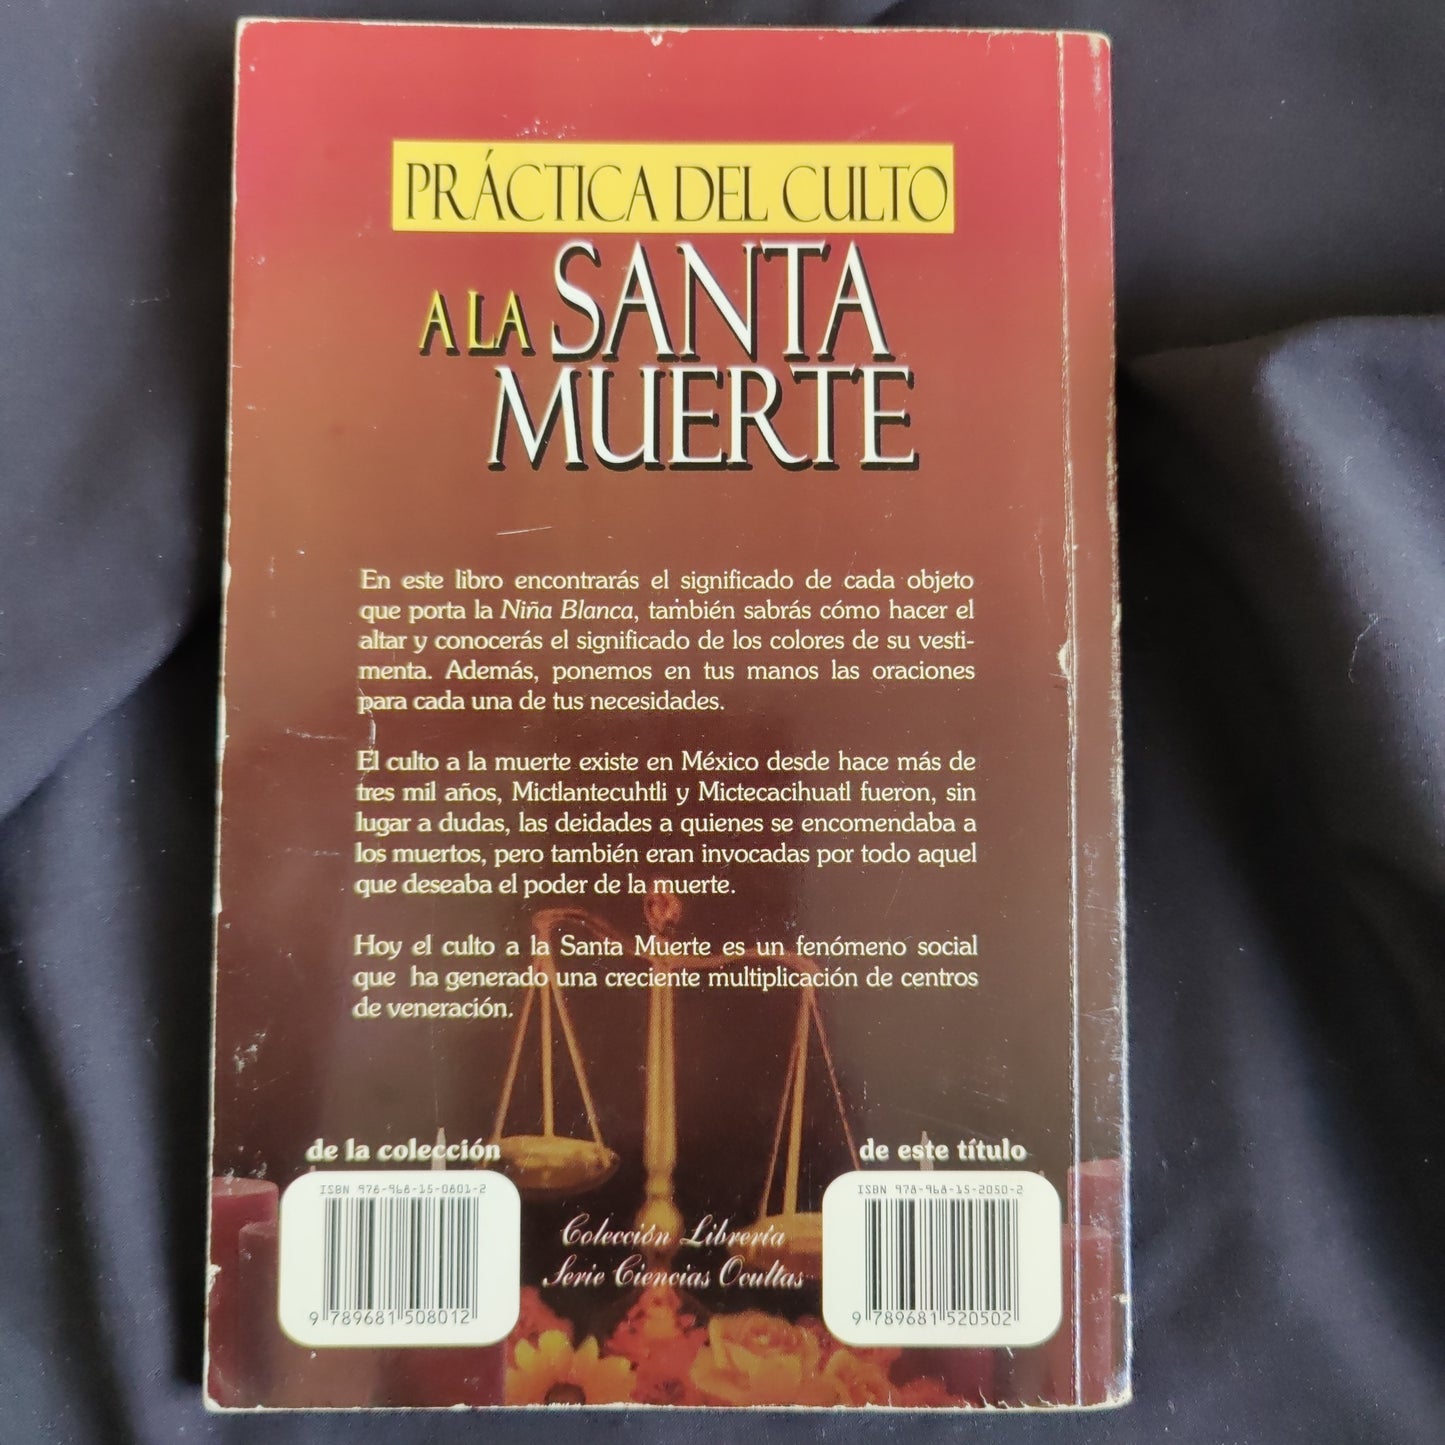 PRÁCTICA DEL CULTO
A LA SANTA
MUERTE
En este libro encontrarás el significado de cada objeto
que porta la Niña Blanca, también sabrás cómo hacer el
altar y conocerás el significado de los colores de su vesti-
menta. Además, ponemos en tus manos las oraciones
para cada una de tus necesidades.
El culto a la muerte existe en México desde hace más de
tres mil años, Mictlantecuhtli y Mictecacihuatl fueron, sin
lugar a dudas, las deidades a quienes se encomendaba a
los muertos, pero también eran invocadas por todo aquel
que deseaba el poder de la muerte.
Hoy el culto a la Santa Muerte es un fenómeno social
que ha generado una creciente multiplicación de centros
de veneración.
de la colección
ISBN 978-968-15-0801-2
9 789681 508012
Colección Librería
Serie Ciencias Ocultas
de este título
ISBN 978-968-15-2050-2
9 789681 520502